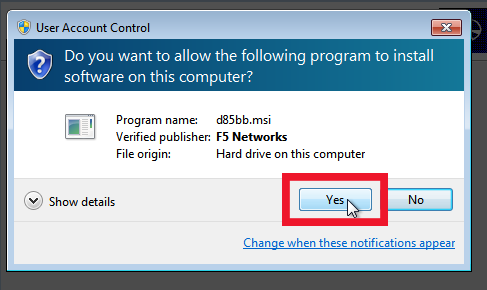 User Account Control
Do you want to allow the following program to install
software on this computer?
Program name: d85bb.msi
Verified publisher: F5 Networks
File origin: Hard drive on this computer
Show details
Yes
No
Change when these notifications appear